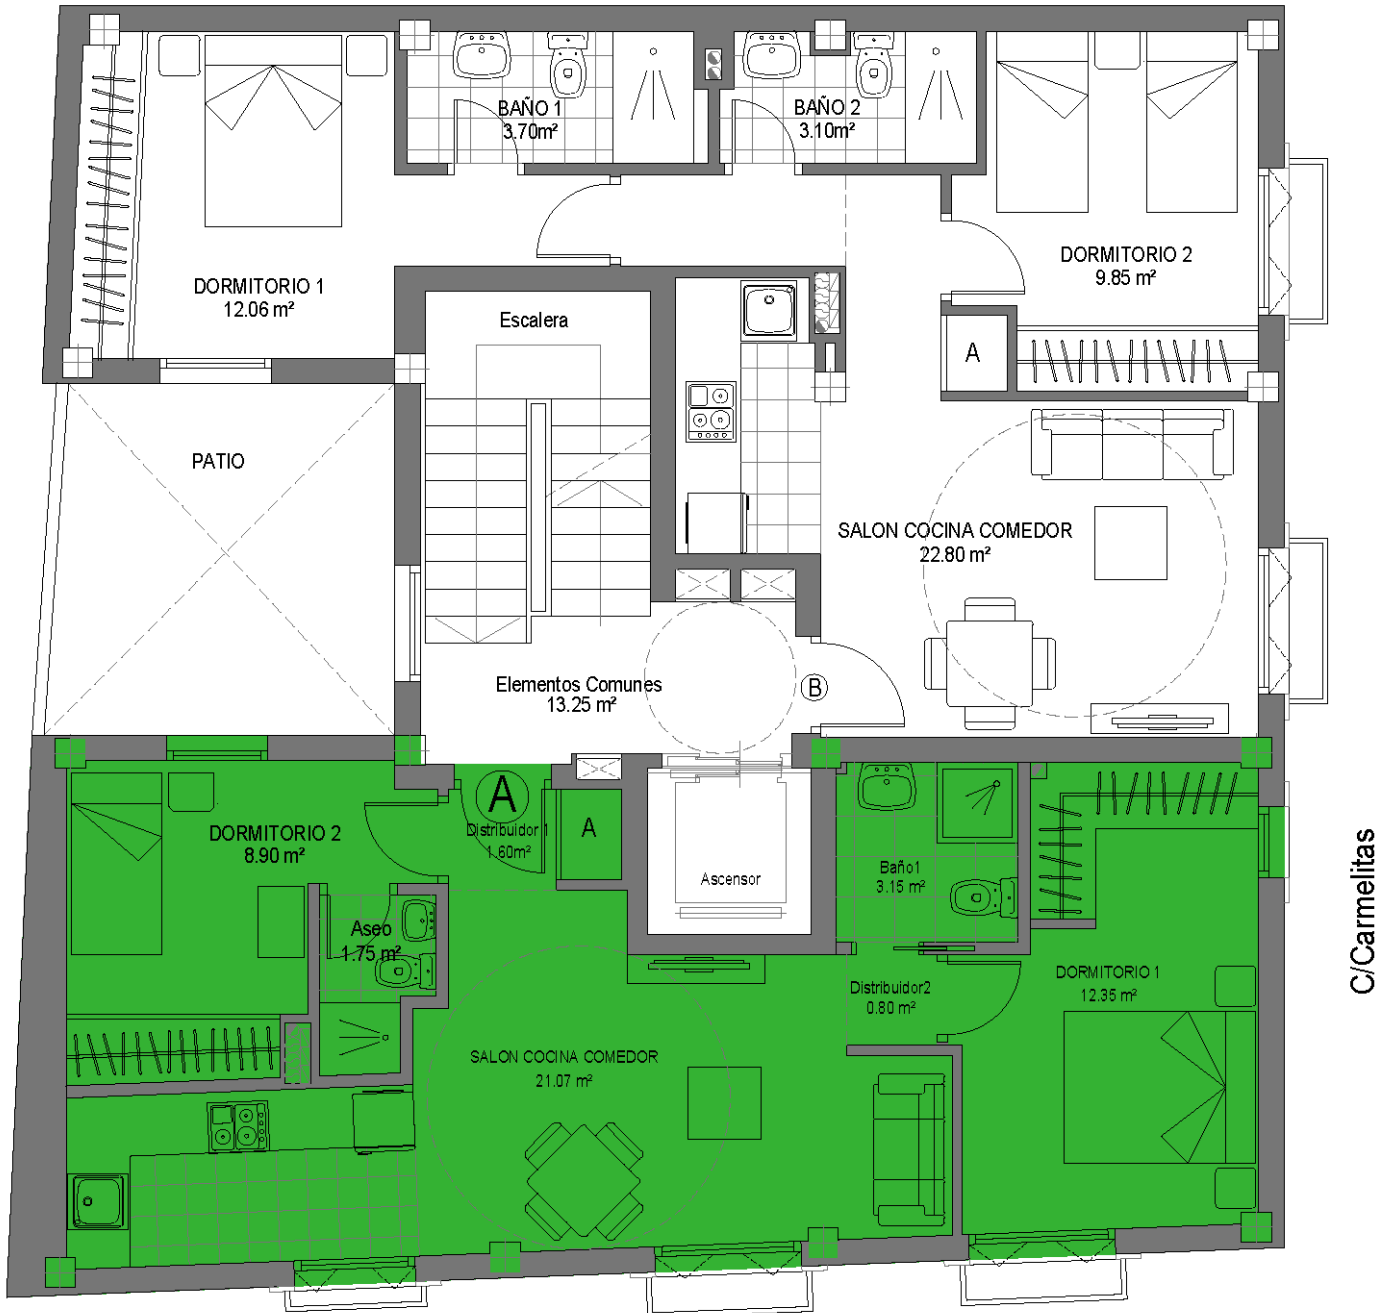 BAÑO 1
3.70m²
BAÑO 2
3.10m²
DORMITORIO 2
9.85 m²
DORMITORIO 1
12.06 m²
Escalera
A
PATIO
SALON COCINA COMEDOR
22.80 m²
Elementos Comunes
13.25 m²
B
A
Distribuidor 1
1.60m²
A
DORMITORIO 2
8.90 m²
Ascensor
Baño1
3.15 m²
Aseo
1.75 m²
Distribuidor2
0.80 m²
DORMITORIO 1
12.35 m²
SALON COCINA COMEDOR
21.07 m²
C/Carmelitas